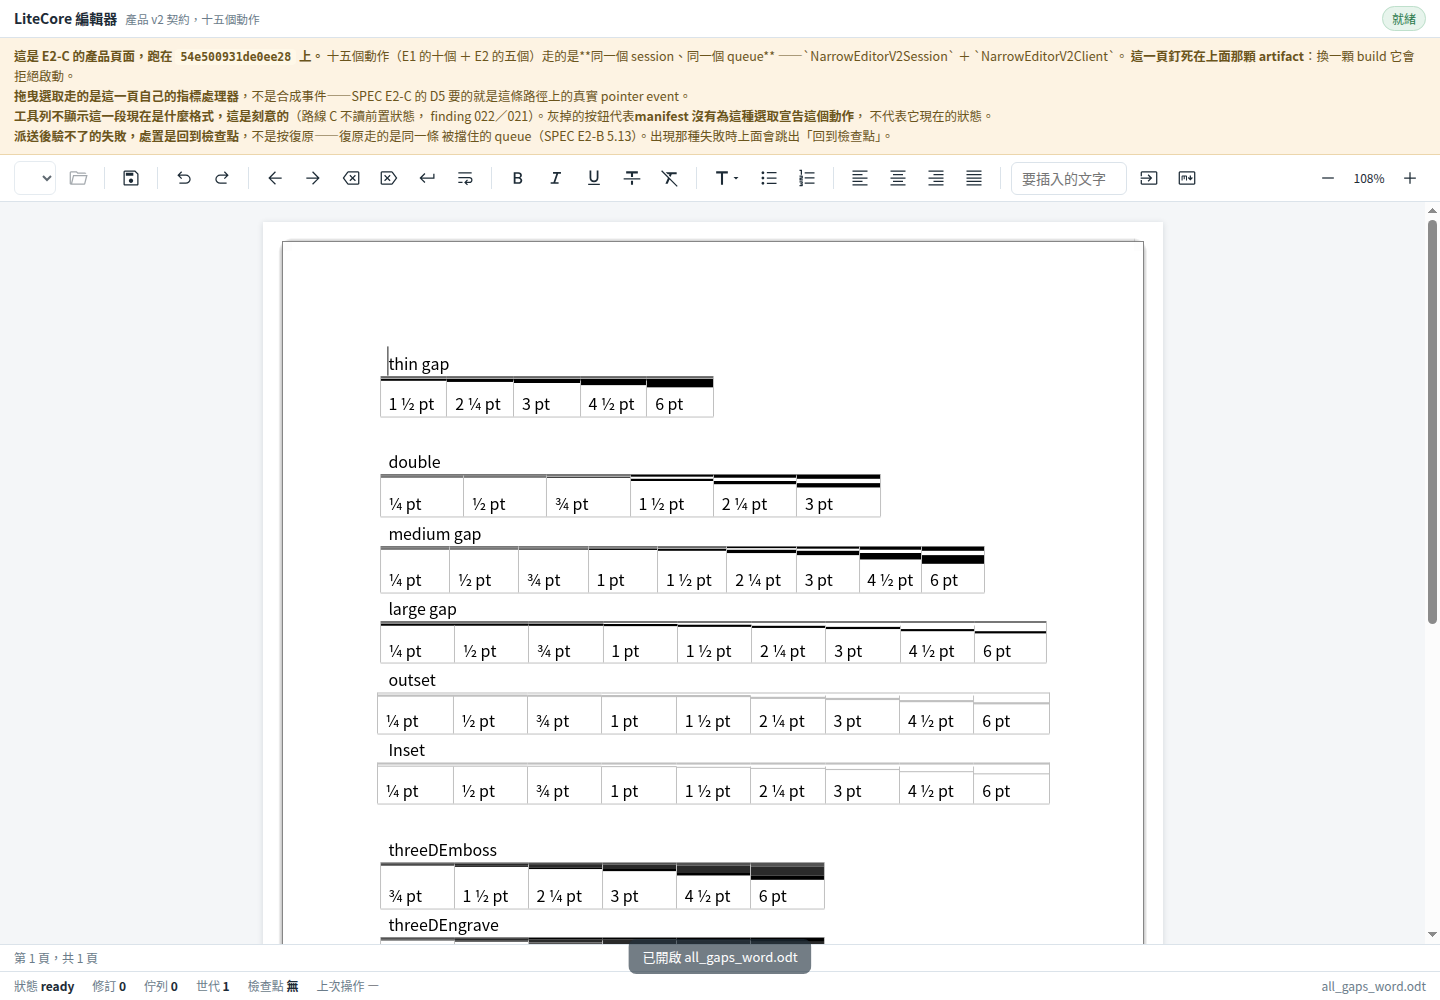 LiteCore 編輯器 產品 v2 契約，十五個動作 就緒
這是 E2-C 的產品頁面，跑在 54e500931de0ee28 上。 十五個動作（E1 的十個 ＋ E2 的五個）走的是**同一個 session、同一個 queue** ——`NarrowEditorV2Session` ＋ `NarrowEditorV2Client`。 這一頁釘死在上面那顆 artifact：換一顆 build 它會
拒絕啟動。
拖曳選取走的是這一頁自己的指標處理器，不是合成事件——SPEC E2-C 的 D5 要的就是這條路徑上的真實 pointer event。
工具列不顯示這一段現在是什麼格式，這是刻意的（路線 C 不讀前置狀態， finding 022／021）。灰掉的按鈕代表manifest 沒有為這種選取宣告這個動作， 不代表它現在的狀態。
派送後驗不了的失敗，處置是回到檢查點，不是按復原——復原走的是同一條 被擋住的 queue（SPEC E2-B 5.13）。出現那種失敗時上面會跳出「回到檢查點」。
要插入的文字 108%
thin gap
1 ½ pt 2 ¼ pt 3 pt 4 ½ pt 6 pt
double
¼ pt ½ pt ¾ pt 1 ½ pt 2 ¼ pt 3 pt
medium gap
¼ pt ½ pt ¾ pt 1 pt 1 ½ pt 2 ¼ pt 3 pt 4 ½ pt 6 pt
large gap
¼ pt ½ pt ¾ pt 1 pt 1 ½ pt 2 ¼ pt 3 pt 4 ½ pt 6 pt
outset
¼ pt ½ pt ¾ pt 1 pt 1 ½ pt 2 ¼ pt 3 pt 4 ½ pt 6 pt
Inset
¼ pt ½ pt ¾ pt 1 pt 1 ½ pt 2 ¼ pt 3 pt 4 ½ pt 6 pt
threeDEmboss
¾ pt 1 ½ pt 2 ¼ pt 3 pt 4 ½ pt 6 pt
threeDEngrave
第 1 頁，共 1 頁
已開啟 all_gaps_word.odt
狀態 ready 修訂 0 佇列 0 世代 1 檢查點 無 上次操作 — all_gaps_word.odt